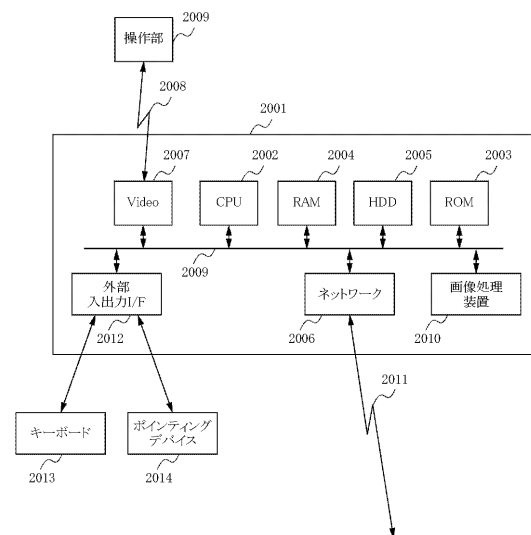 2009
操作部
2008
2001
2007
2002
2004
2005
2003
Video
CPU
RAM
HDD
ROM
2009
外部
入出力I/F
2012
ネットワーク
2006
画像処理
装置
2010
2011
キーボード
2013
ポインティング
デバイス
2014